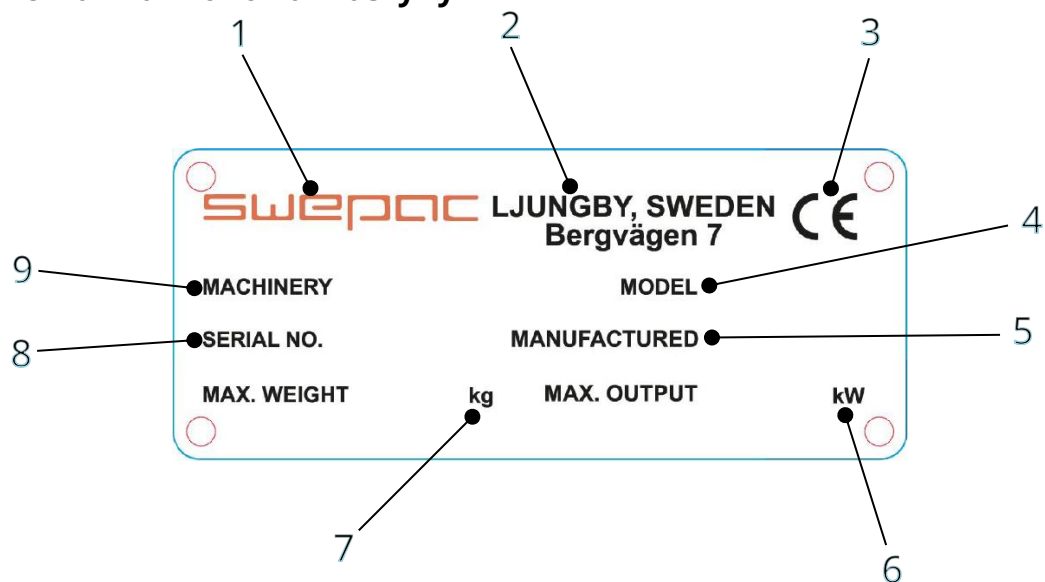 1 2 3
swepac LJUNGBY, SWEDEN CE
Bergvägen 7
4
9 MACHINERY MODEL
8 SERIAL NO. MANUFACTURED 5
MAX. WEIGHT kg MAX. OUTPUT kW
7 6